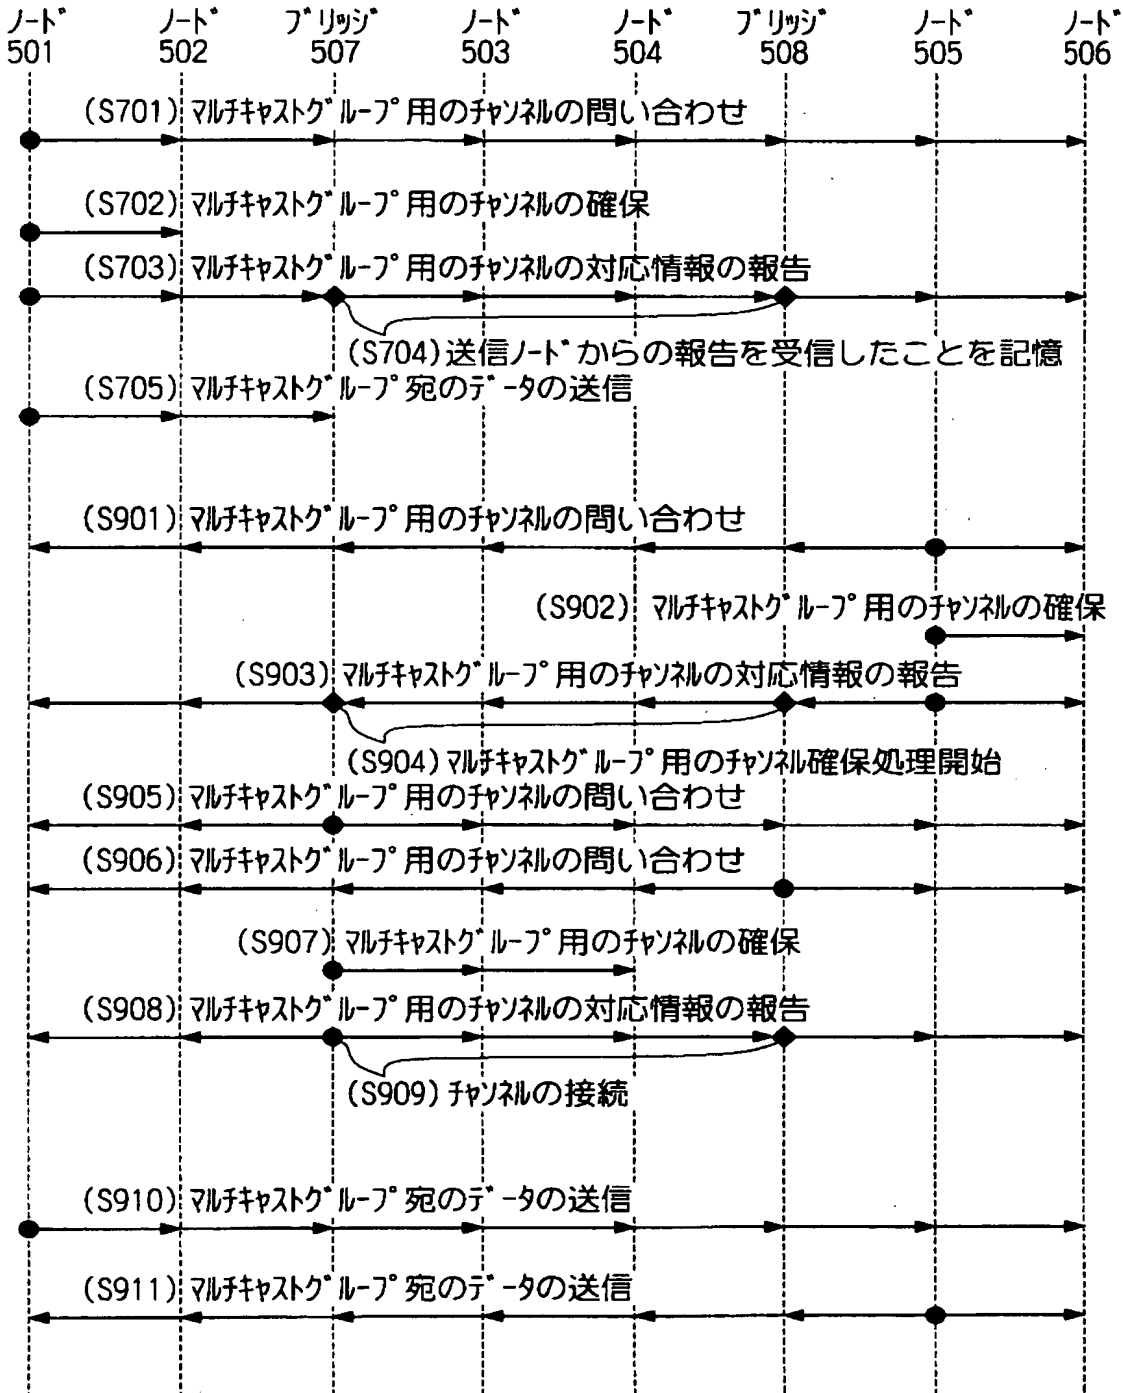 ノード ノード ブリッジ ノード ノード ブリッジ ノード ノード
501 502 507 503 504 508 505 506
(S701) マルチキャストグループ用のチャンネルの問い合わせ
(S702) マルチキャストグループ用のチャンネルの確保
(S703) マルチキャストグループ用のチャンネルの対応情報の報告
(S704) 送信ノードからの報告を受信したことを記憶
(S705) マルチキャストグループ宛のデータの送信
(S901) マルチキャストグループ用のチャンネルの問い合わせ
(S902) マルチキャストグループ用のチャンネルの確保
(S903) マルチキャストグループ用のチャンネルの対応情報の報告
(S904) マルチキャストグループ用のチャンネル確保処理開始
(S905) マルチキャストグループ用のチャンネルの問い合わせ
(S906) マルチキャストグループ用のチャンネルの問い合わせ
(S907) マルチキャストグループ用のチャンネルの確保
(S908) マルチキャストグループ用のチャンネルの対応情報の報告
(S909) チャンネルの接続
(S910) マルチキャストグループ宛のデータの送信
(S911) マルチキャストグループ宛のデータの送信